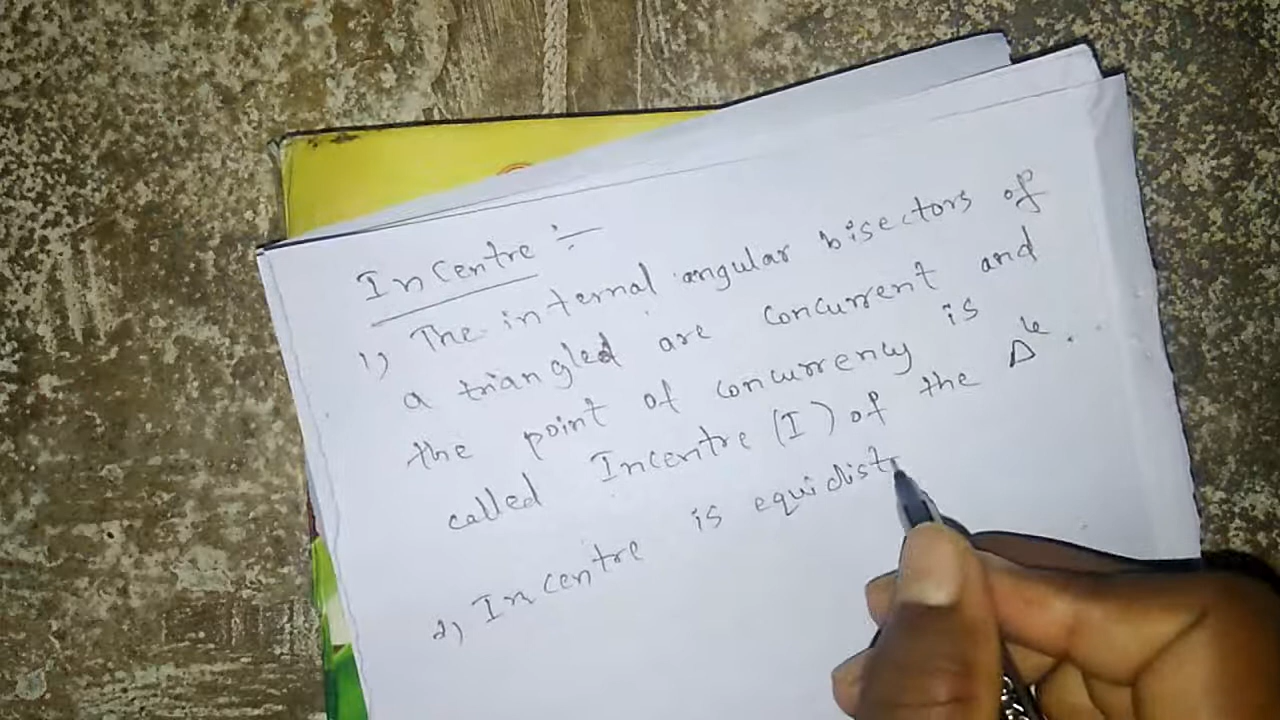 Incentre :-
1) The internal angular bisectors of
a triangled are concurrent and
the point of concurrency is
called Incentre (I) of the Δle.
2) Incentre is equidist